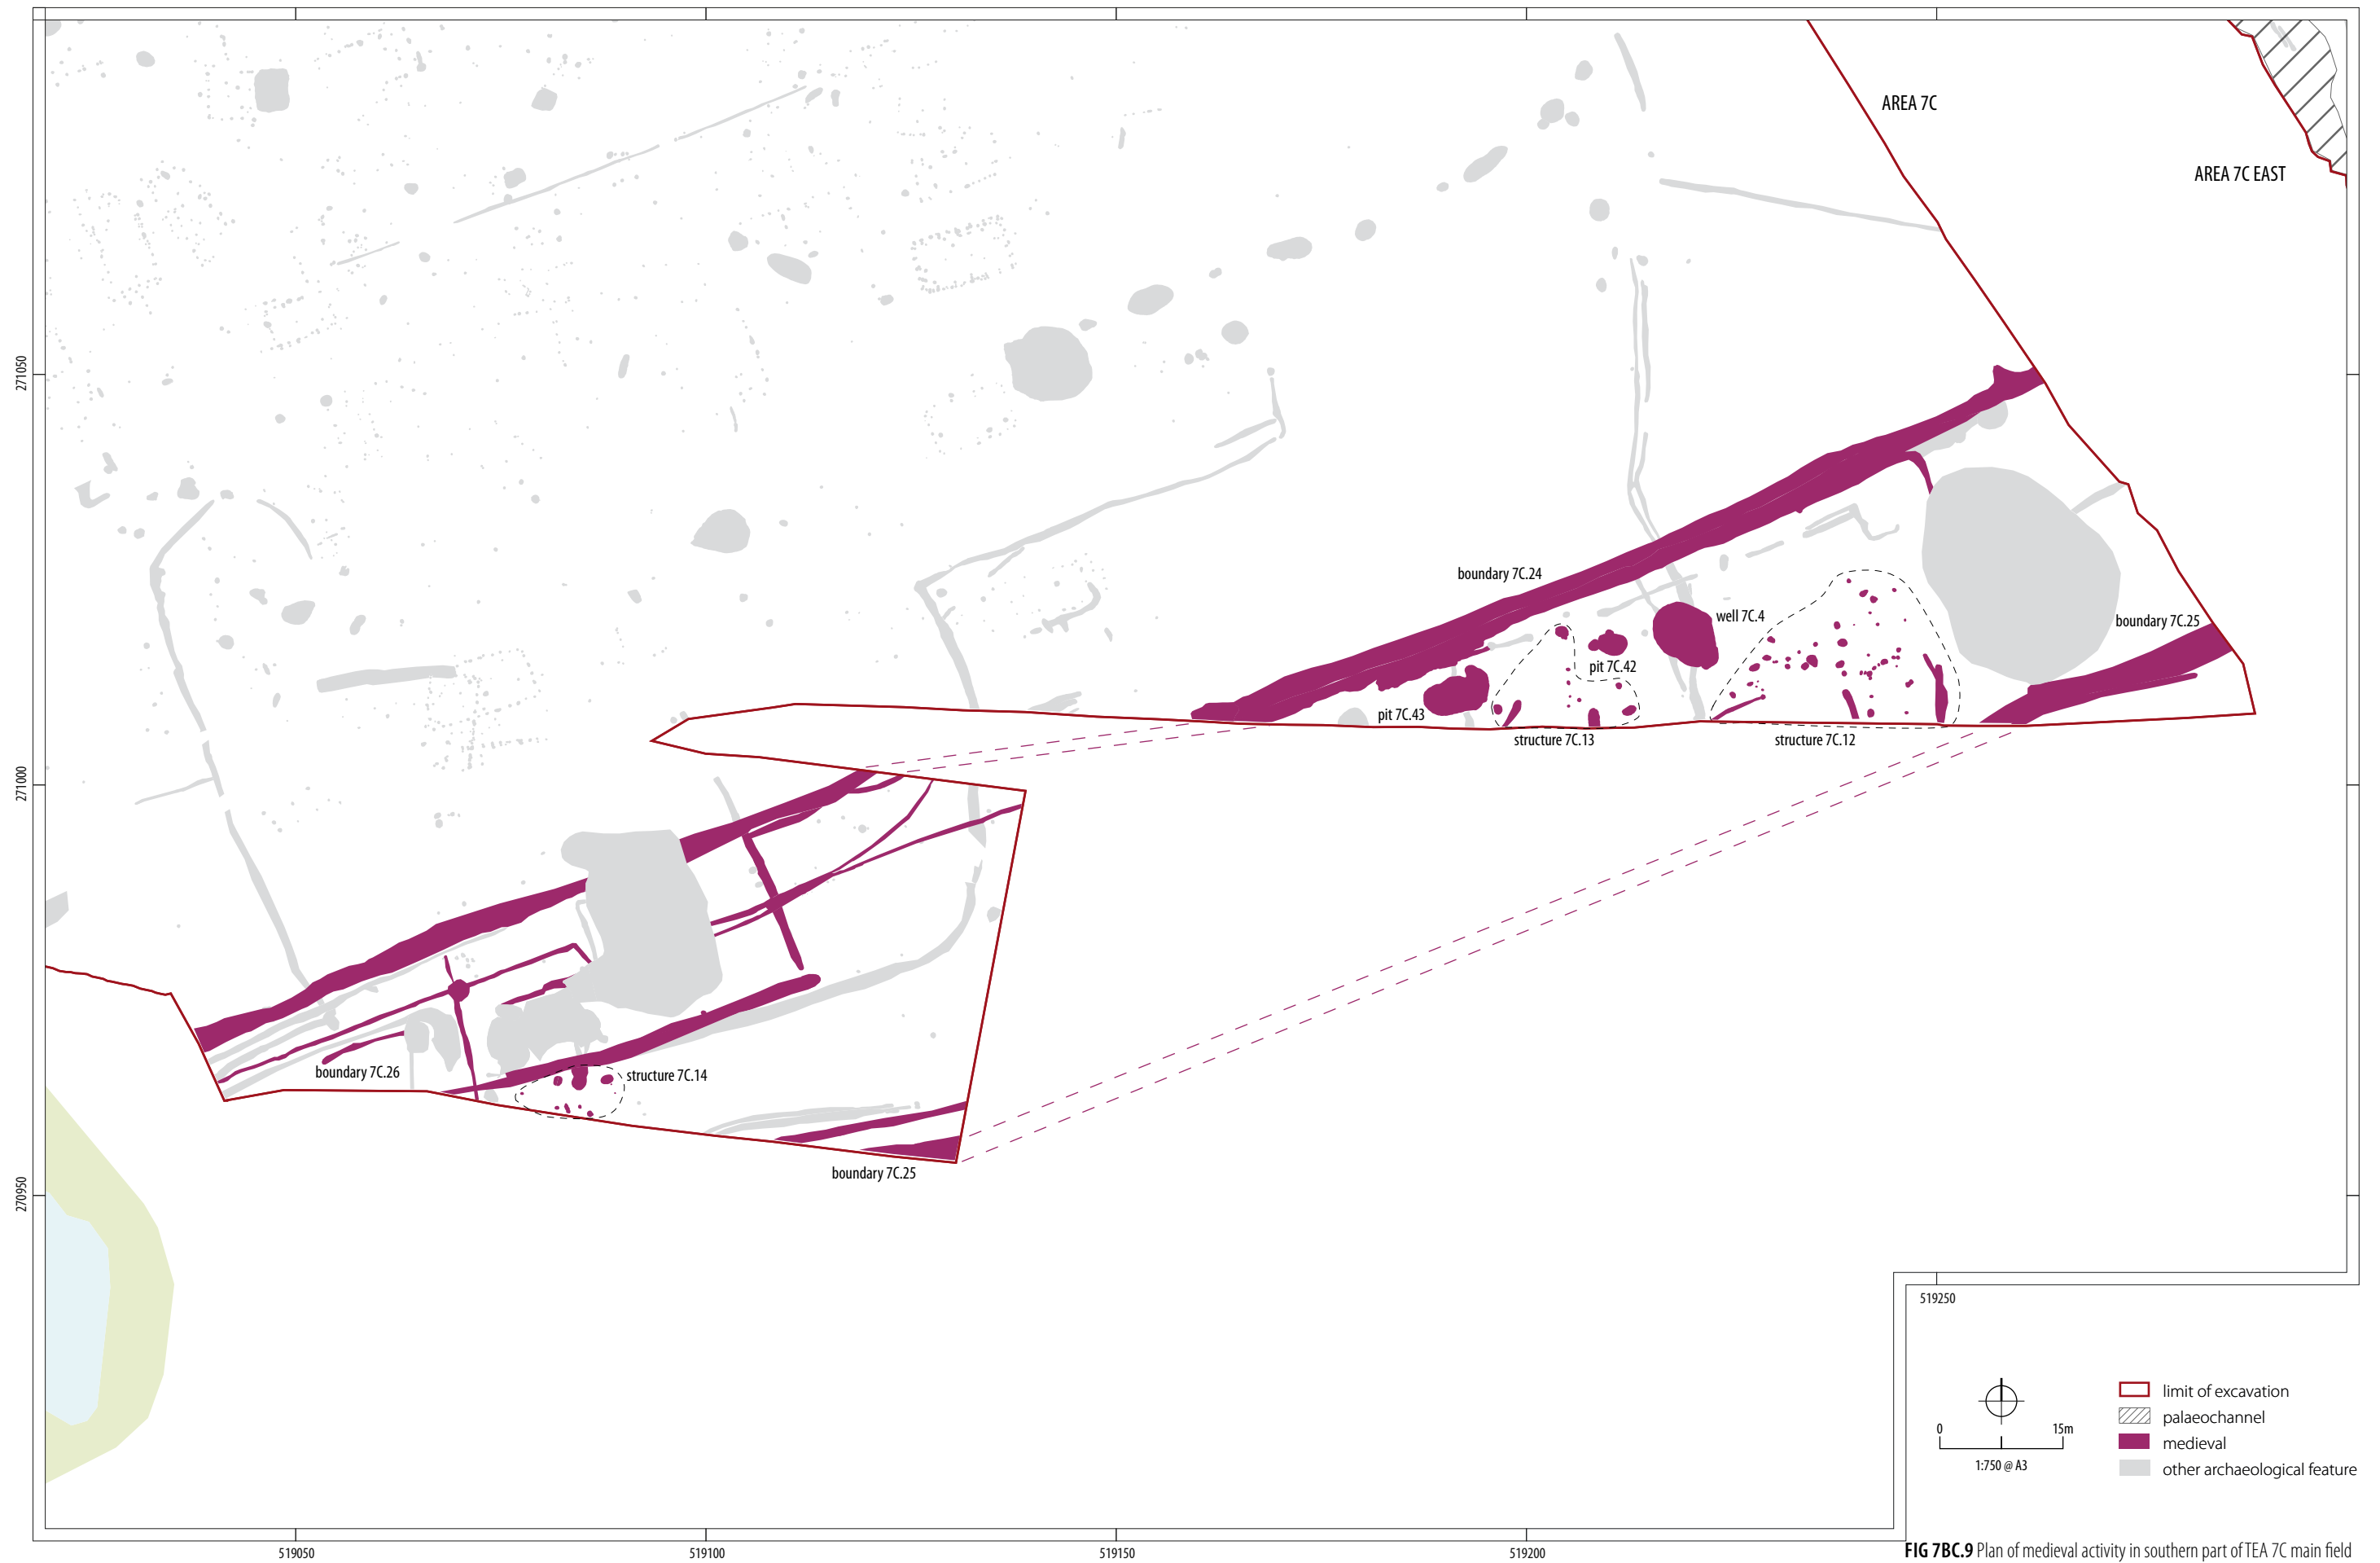 AREA 7C
AREA 7C EAST
271050
boundary 7C.24
well 7C.4
boundary 7C.25
pit 7C.42
pit 7C.43
structure 7C.13
structure 7C.12
271000
boundary 7C.26
structure 7C.14
boundary 7C.25
270950
519250
limit of excavation
palaeochannel
medieval
other archaeological feature
0 15m
1:750 @ A3
519050 519100 519150 519200
FIG 7BC.9 Plan of medieval activity in southern part of TEA 7C main field